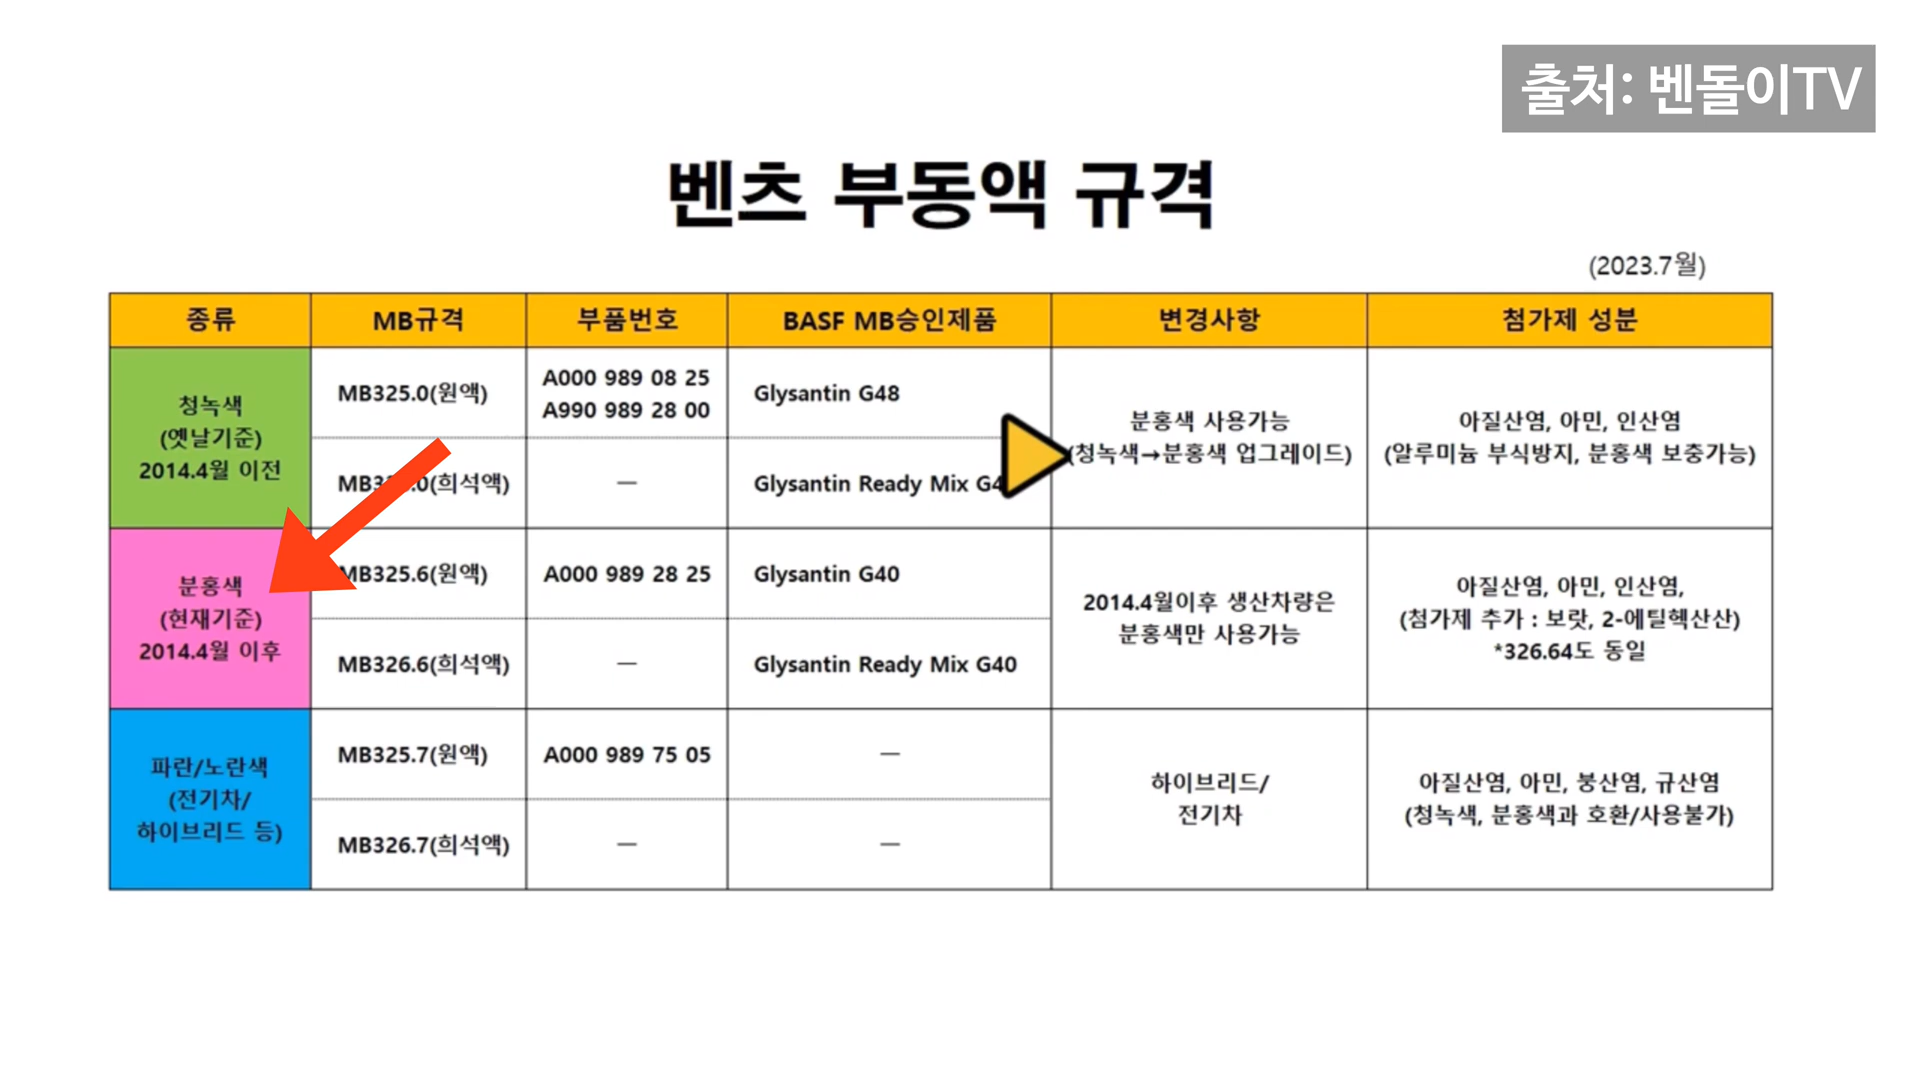 출처: 벤돌이TV
벤츠 부동액 규격
(2023.7월)
종류
MB규격
부품번호
BASF MB승인제품
변경사항
첨가제 성분
청녹색
(옛날기준)
2014.4월 이전
MB325.0(원액)
A000 989 08 25
A990 989 28 00
Glysantin G48
(희석액)
—
Glysantin Ready Mix
분홍색 사용가능
(청녹색→분홍색 업그레이드)
아질산염, 아민, 인산염
(알루미늄 부식방지, 분홍색 보충가능)
분홍색
(현재기준)
2014.4월 이후
MB325.6(원액)
A000 989 28 25
Glysantin G40
MB326.6(희석액)
—
Glysantin Ready Mix G40
2014.4월이후 생산차량은
분홍색만 사용가능
아질산염, 아민, 인산염,
(첨가제 추가 : 보랏, 2-에틸헥산산)
*326.64도 동일
파란/노란색
(전기차/
하이브리드 등)
MB325.7(원액)
A000 989 75 05
—
MB326.7(희석액)
—
—
하이브리드/
전기차
아질산염, 아민, 붕산염, 규산염
(청녹색, 분홍색과 호환/사용불가)